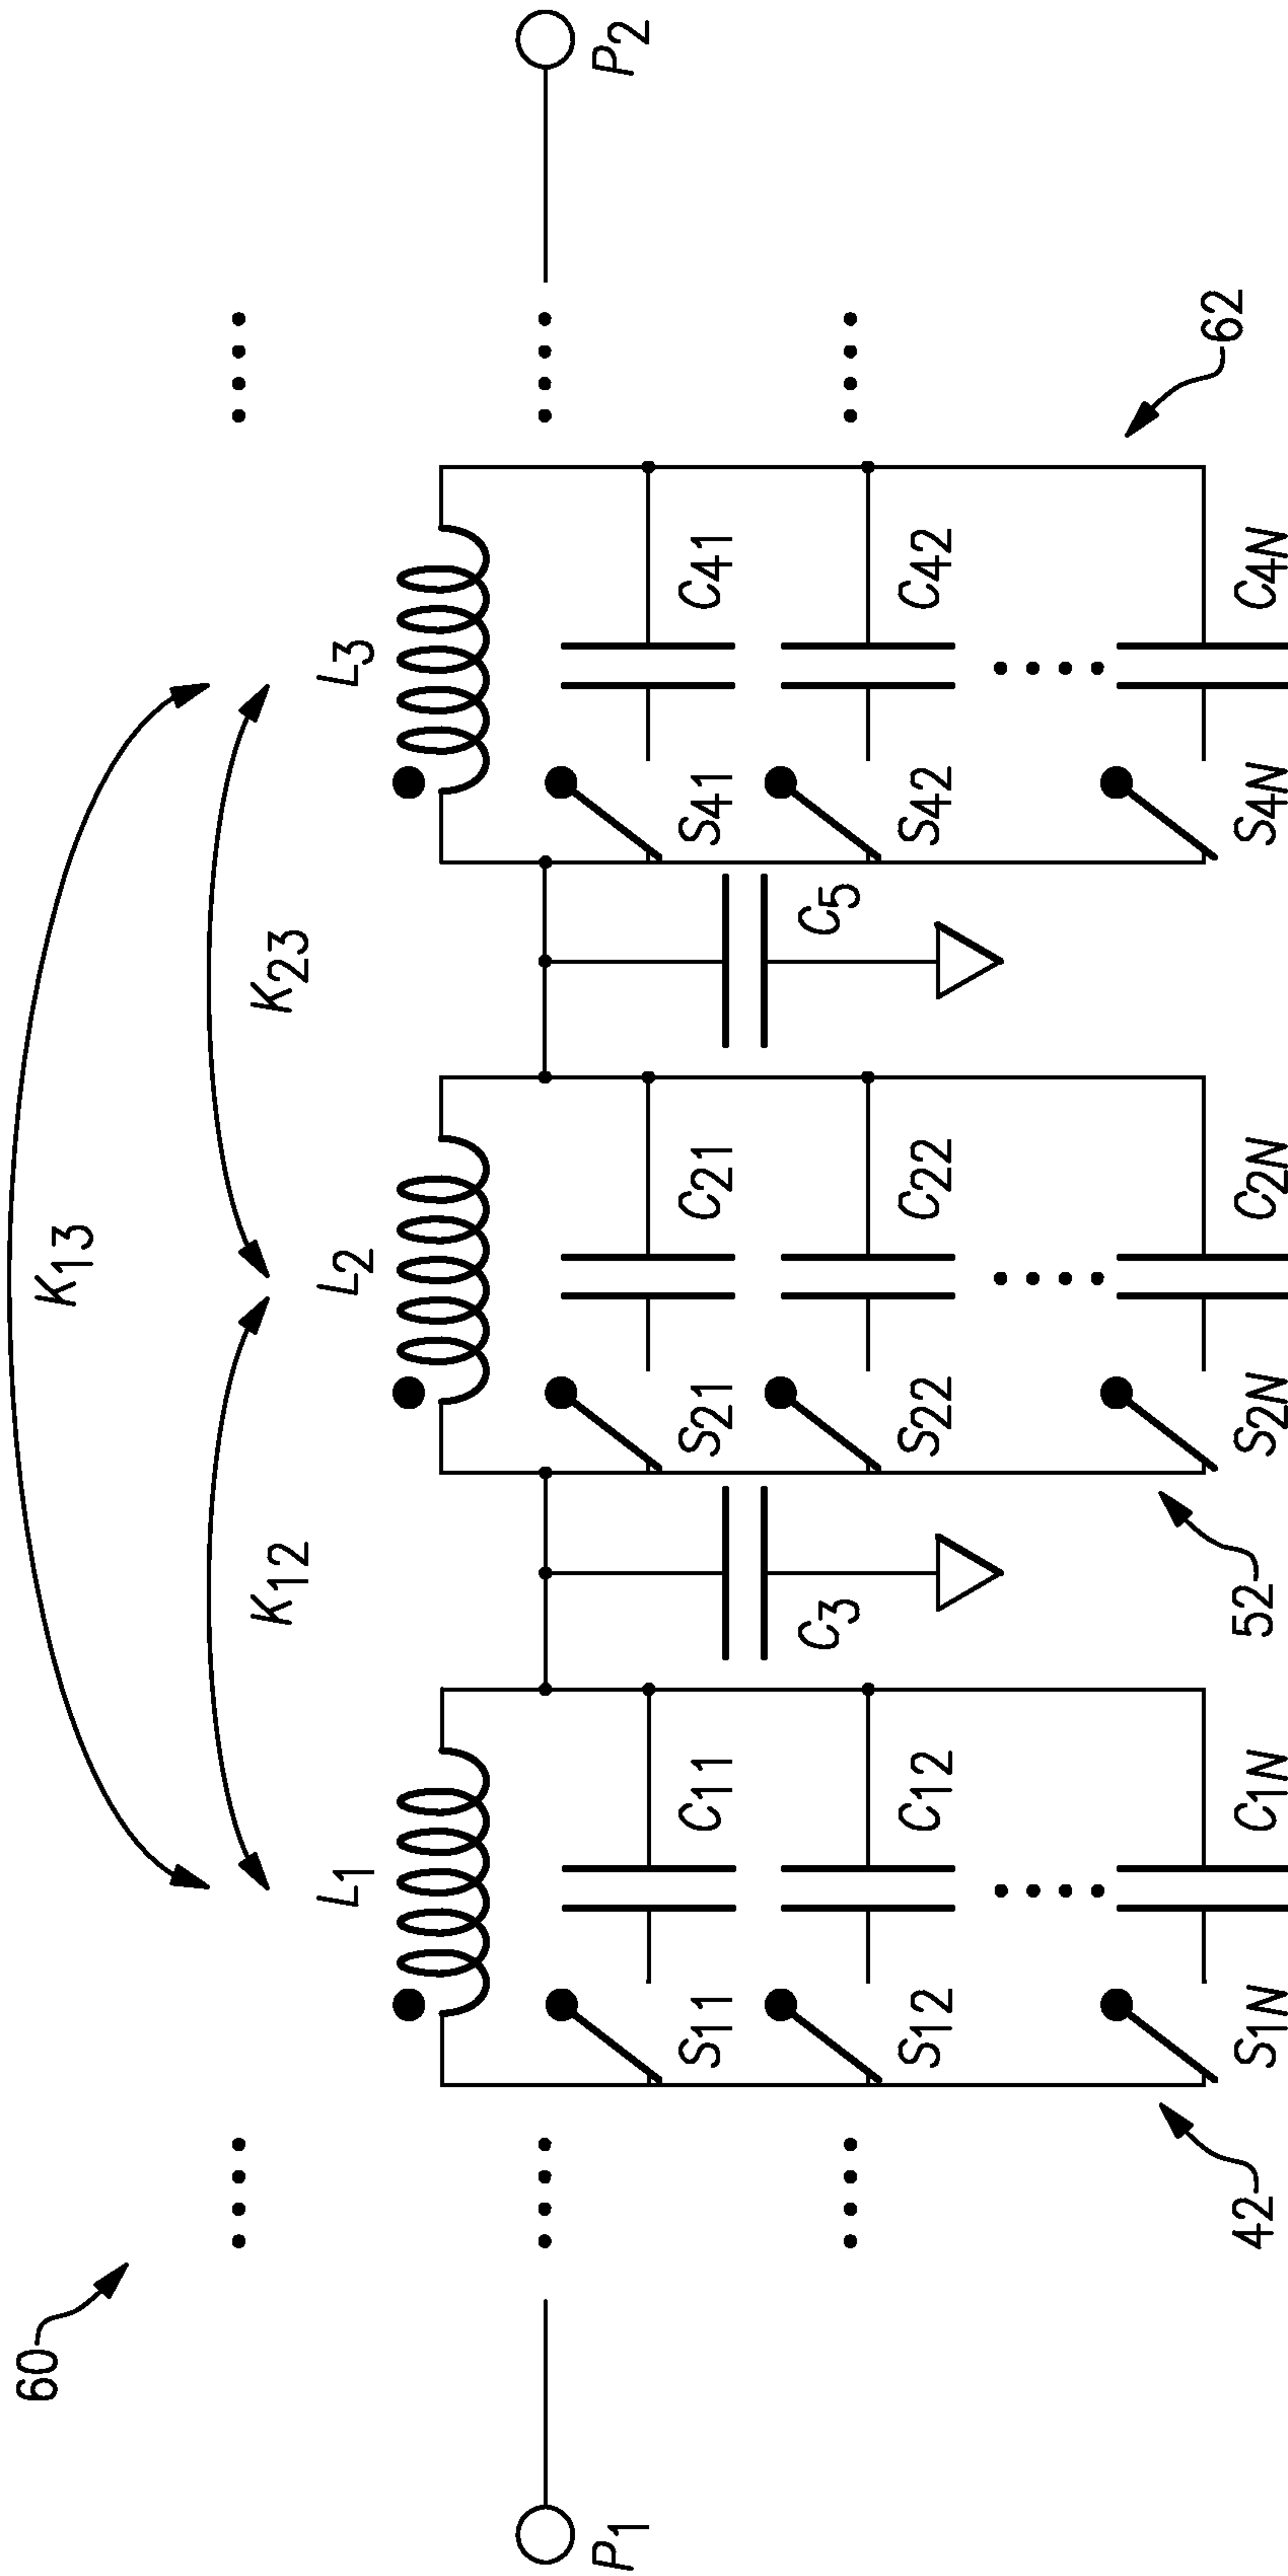 60
K13
K12
K23
L1
L2
L3
P1
P2
S11
C11
S21
C21
S41
C41
C3
C5
S12
C12
S22
C22
S42
C42
S1N
C1N
S2N
C2N
S4N
C4N
42
52
62